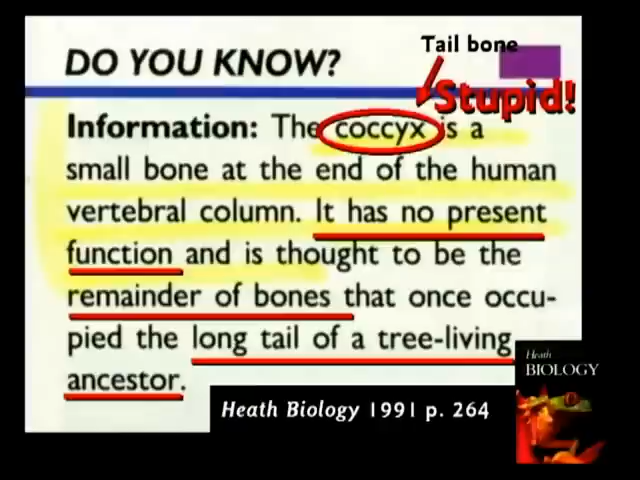 Tail bone
DO YOU KNOW?
Stupid!
Information: The coccyx is a
small bone at the end of the human
vertebral column. It has no present
function and is thought to be the
remainder of bones that once occu-
pied the long tail of a tree-living
ancestor.
Heath
BIOLOGY
Heath Biology 1991 p. 264